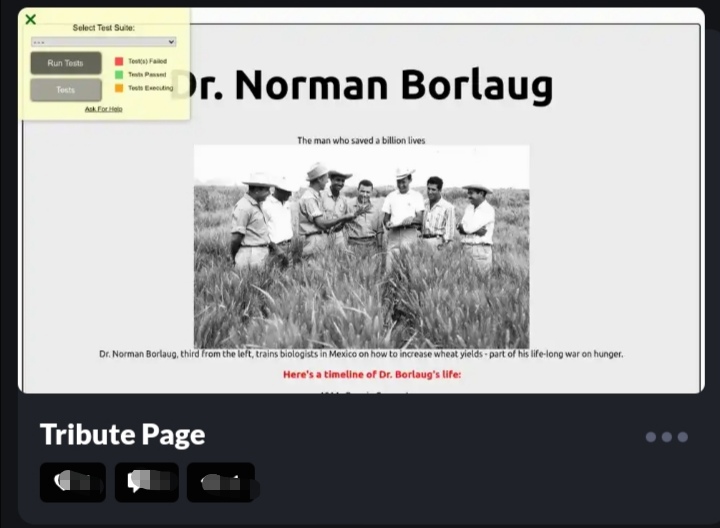 Select Test Suite:
---
Run Tests
Test(s) Failed
Tests Passed
Tests
Tests Executing
Ask For Help
Dr. Norman Borlaug
The man who saved a billion lives
Dr. Norman Borlaug, third from the left, trains biologists in Mexico on how to increase wheat yields - part of his life-long war on hunger.
Here's a timeline of Dr. Borlaug's life:
Tribute Page